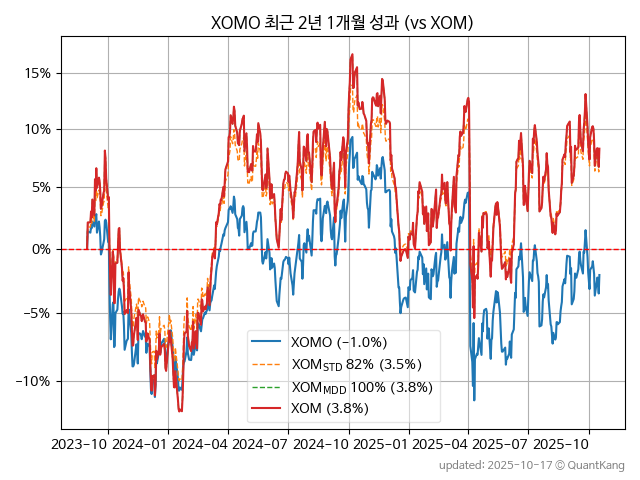 XOMO 최근 2년 1개월 성과 (vs XOM)
15%
10%
5%
0%
−5%
−10%
XOMO (−1.0%)
XOM_STD 82% (3.5%)
XOM_MDD 100% (3.8%)
XOM (3.8%)
2023-10 2024-01 2024-04 2024-07 2024-10 2025-01 2025-04 2025-07 2025-10
updated: 2025-10-17 © QuantKang